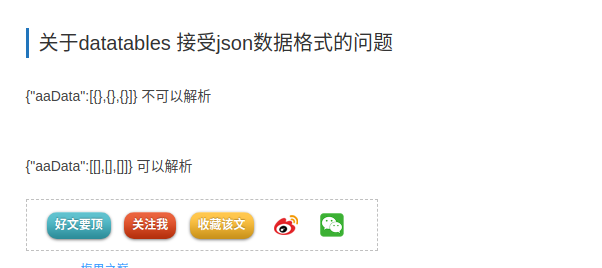 关于datatables 接受json数据格式的问题
{"aaData":[{},{},{}]} 不可以解析
{"aaData":[[],[],[]]} 可以解析
好文要顶 关注我 收藏该文